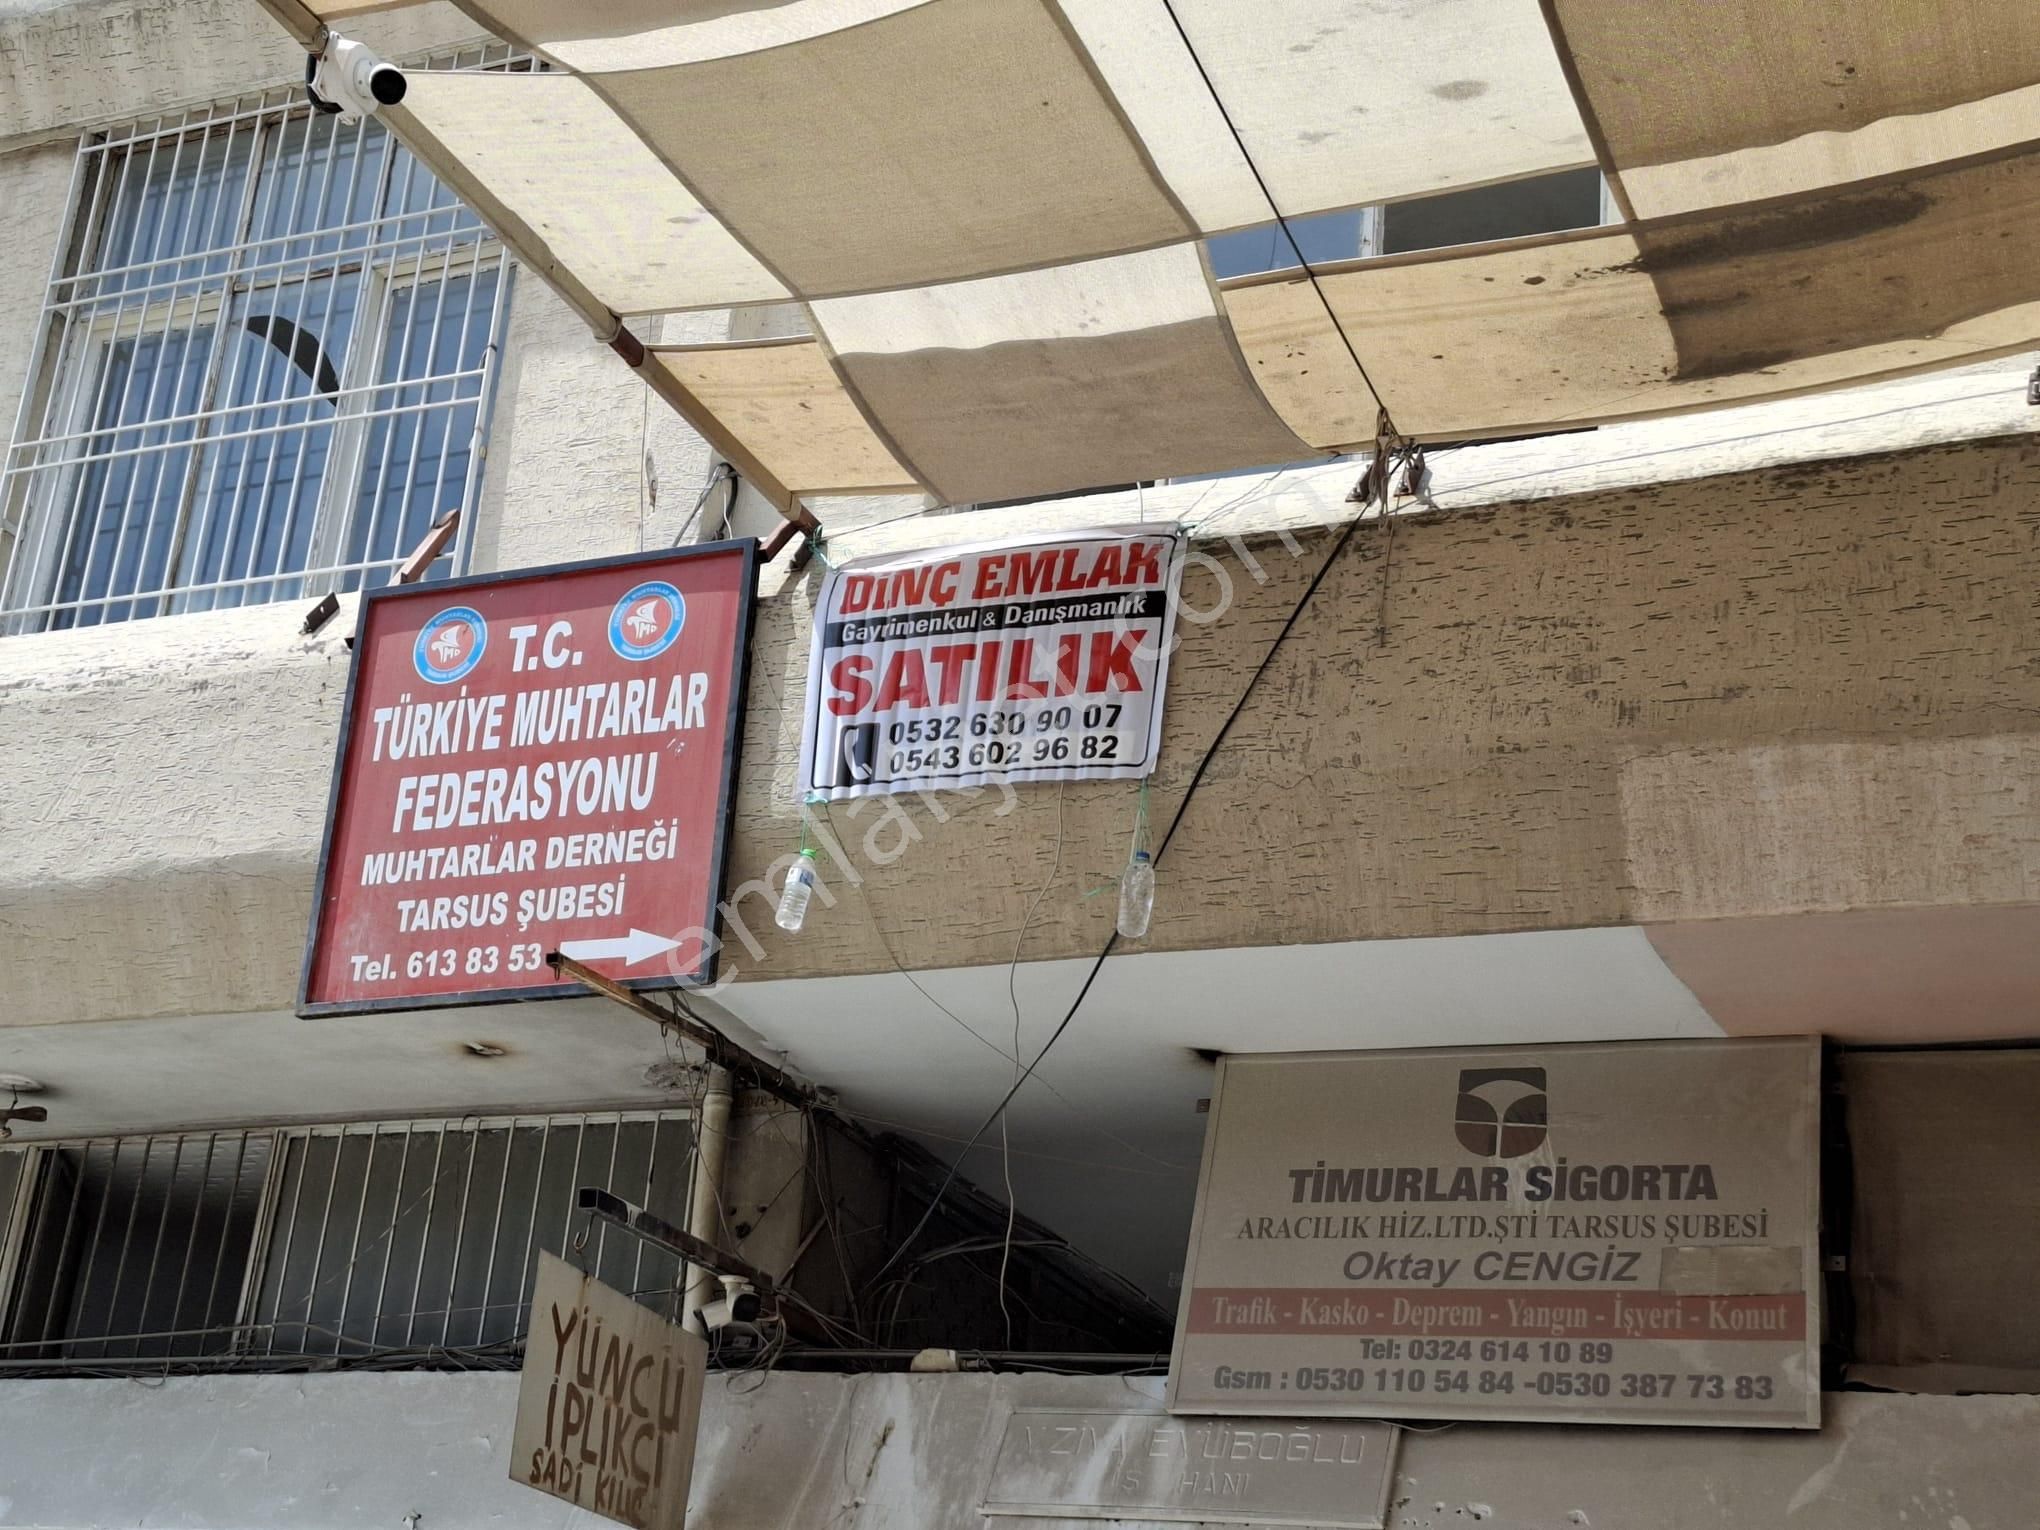 T.C.
TÜRKİYE MUHTARLAR
FEDERASYONU
MUHTARLAR DERNEĞİ
TARSUS ŞUBESİ
Tel. 613 83 53
DİNÇ EMLAK
Gayrimenkul & Danışmanlık
SATILIK
0532 630 90 07
0543 602 96 82
emlakjet.com
TİMURLAR SİGORTA
ARACILIK HİZ.LTD.ŞTİ TARSUS ŞUBESİ
Oktay CENGİZ
Trafik - Kasko - Deprem - Yangın - İşyeri - Konut
Tel: 0324 614 10 89
Gsm : 0530 110 54 84 -0530 387 73 83
YÜNCÜ
İPLİKÇİ
SADİ KILIÇ
ZİYA EYÜBOĞLU
İŞ HANI